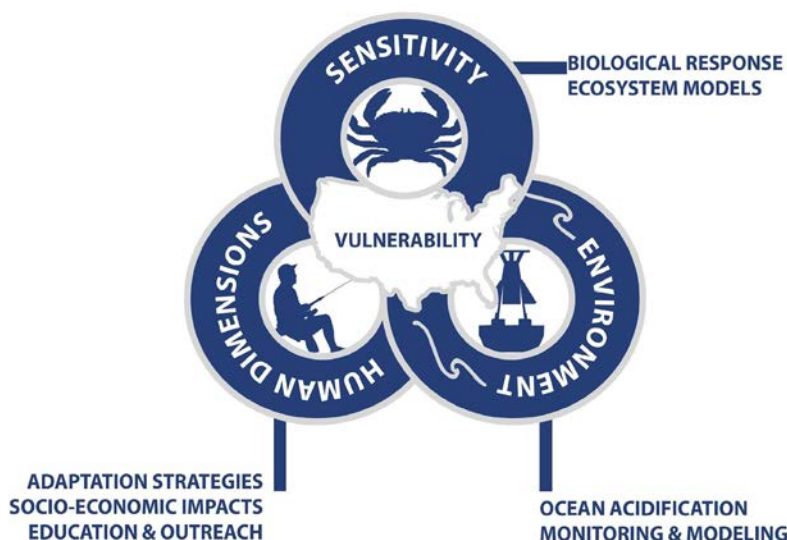 SENSITIVITY
BIOLOGICAL RESPONSE
ECOSYSTEM MODELS
VULNERABILITY
HUMAN DIMENSIONS
ENVIRONMENT
ADAPTATION STRATEGIES
SOCIO-ECONOMIC IMPACTS
EDUCATION & OUTREACH
OCEAN ACIDIFICATION
MONITORING & MODELING